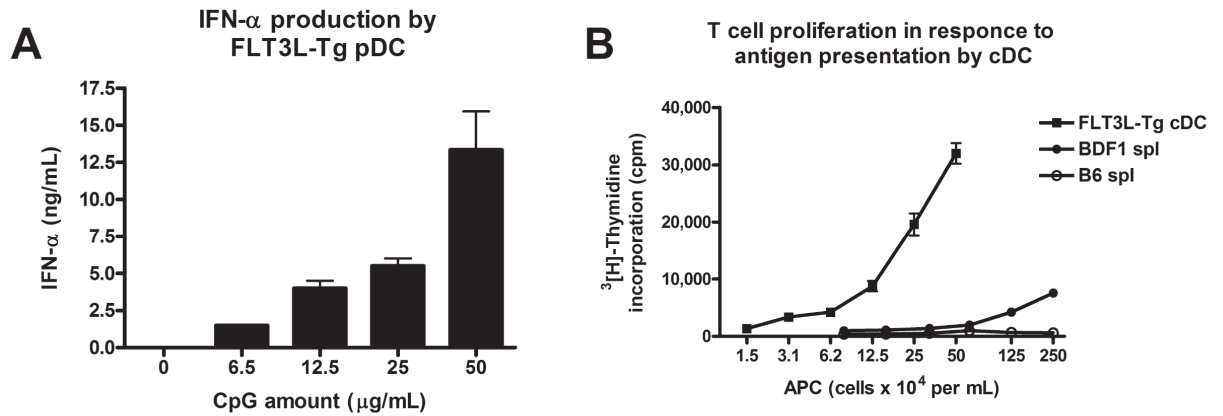 A
IFN-α production by
FLT3L-Tg pDC
17.5
15.0
12.5
10.0
7.5
5.0
2.5
0.0
IFN-α (ng/mL)
0 6.5 12.5 25 50
CpG amount (μg/mL)
B
T cell proliferation in responce to
antigen presentation by cDC
40,000
30,000
20,000
10,000
0
³[H]-Thymidine
incorporation (cpm)
FLT3L-Tg cDC
BDF1 spl
B6 spl
1.5 3.1 6.2 12.5 25 50 125 250
APC (cells x 10⁴ per mL)